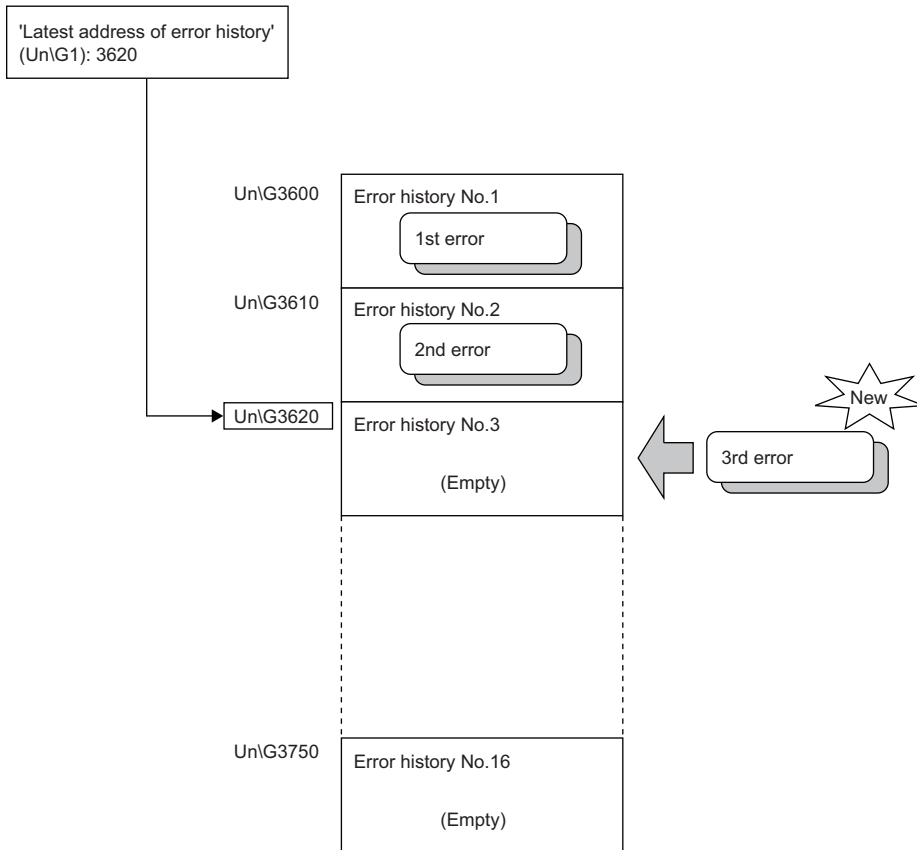 'Latest address of error history'
(Un\G1): 3620
Un\G3600
Error history No.1
1st error
Un\G3610
Error history No.2
2nd error
Un\G3620
Error history No.3
(Empty)
New
3rd error
Un\G3750
Error history No.16
(Empty)